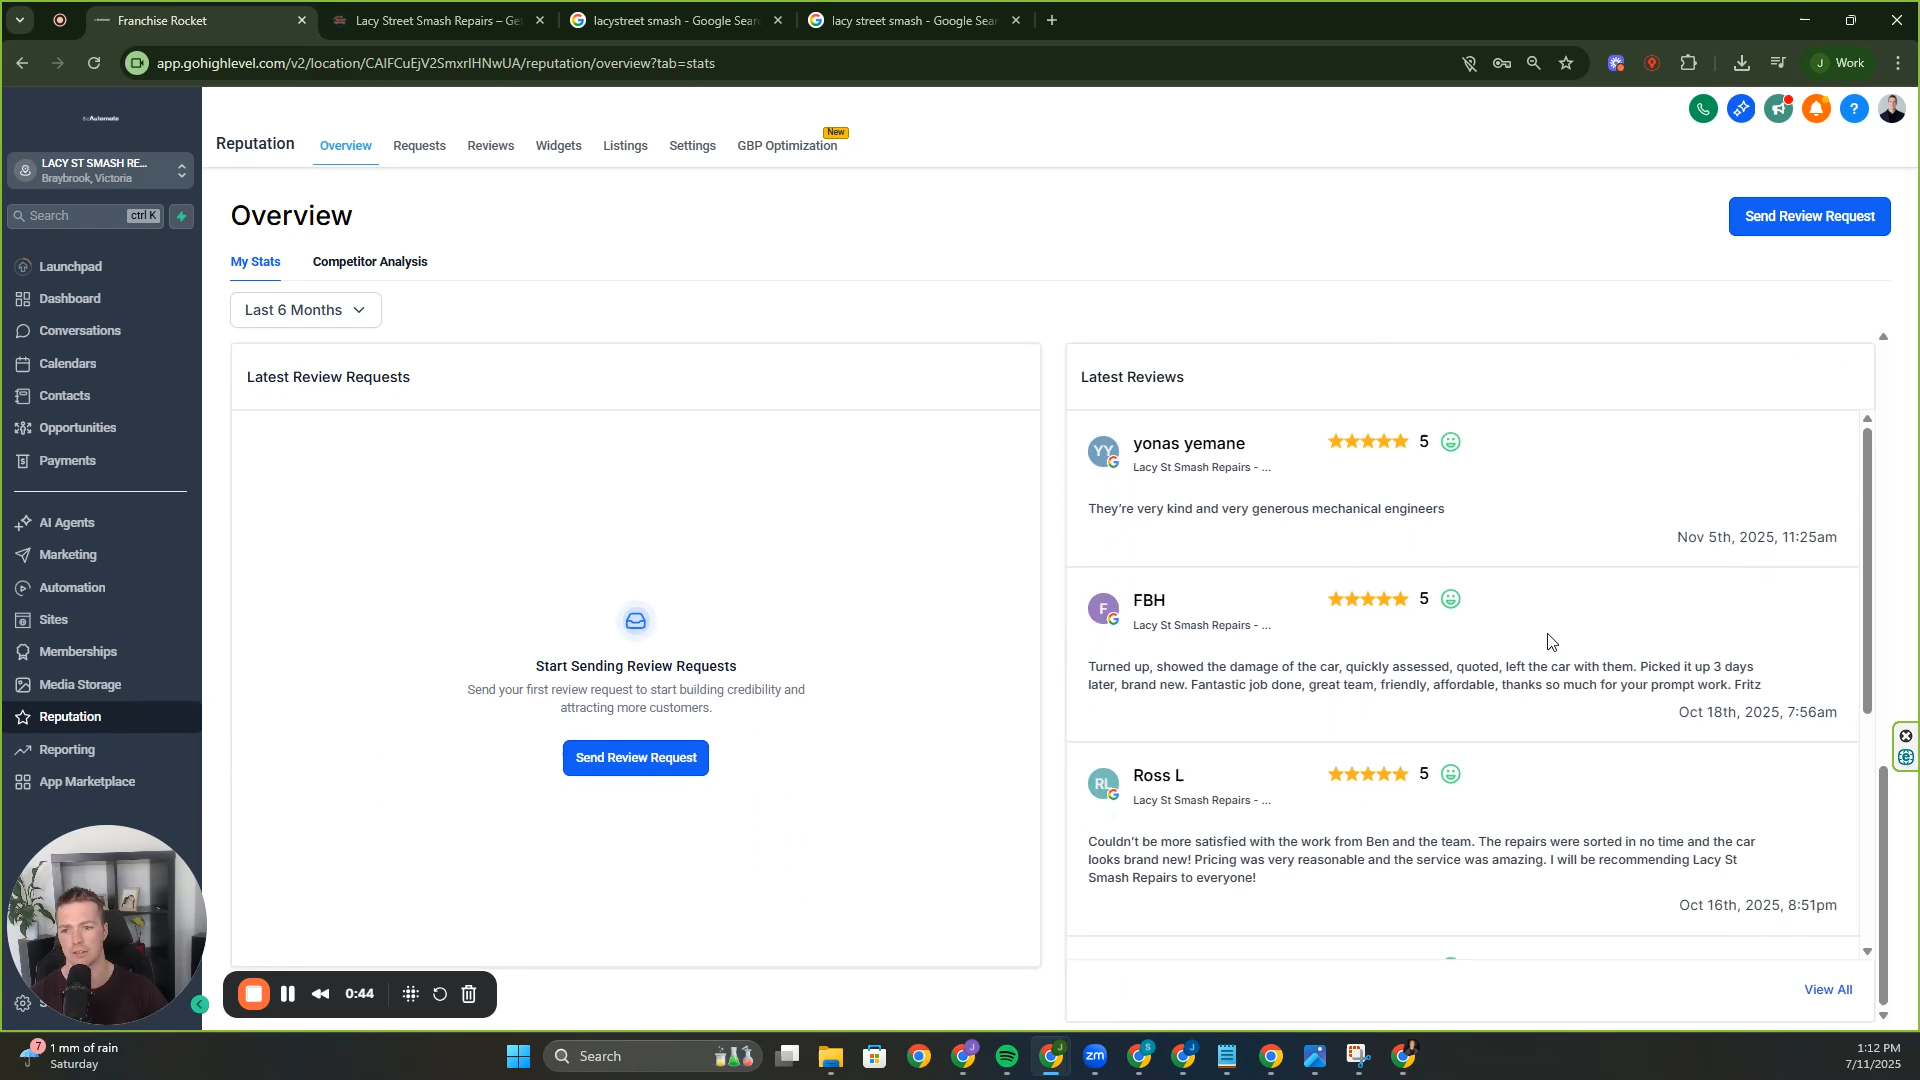 Franchise Rocket
Lacy Street Smash Repairs – Ge
lacystreet smash - Google Sear
lacy street smash - Google Sear
app.gohighlevel.com/v2/location/CAIFCuEjV2SmxrIHNwUA/reputation/overview?tab=stats
J Work
Automate
LACY ST SMASH RE...
Braybrook, Victoria
Search ctrl K
Launchpad
Dashboard
Conversations
Calendars
Contacts
Opportunities
Payments
AI Agents
Marketing
Automation
Sites
Memberships
Media Storage
Reputation
Reporting
App Marketplace
Reputation
Overview
Requests
Reviews
Widgets
Listings
Settings
GBP Optimization
New
Overview
Send Review Request
My Stats
Competitor Analysis
Last 6 Months
Latest Review Requests
Start Sending Review Requests
Send your first review request to start building credibility and
attracting more customers.
Send Review Request
Latest Reviews
YY
yonas yemane
5
Lacy St Smash Repairs - ...
They're very kind and very generous mechanical engineers
Nov 5th, 2025, 11:25am
F
FBH
5
Lacy St Smash Repairs - ...
Turned up, showed the damage of the car, quickly assessed, quoted, left the car with them. Picked it up 3 days
later, brand new. Fantastic job done, great team, friendly, affordable, thanks so much for your prompt work. Fritz
Oct 18th, 2025, 7:56am
RL
Ross L
5
Lacy St Smash Repairs - ...
Couldn't be more satisfied with the work from Ben and the team. The repairs were sorted in no time and the car
looks brand new! Pricing was very reasonable and the service was amazing. I will be recommending Lacy St
Smash Repairs to everyone!
Oct 16th, 2025, 8:51pm
View All
0:44
7
1 mm of rain
Saturday
Search
zm
1:12 PM
7/11/2025